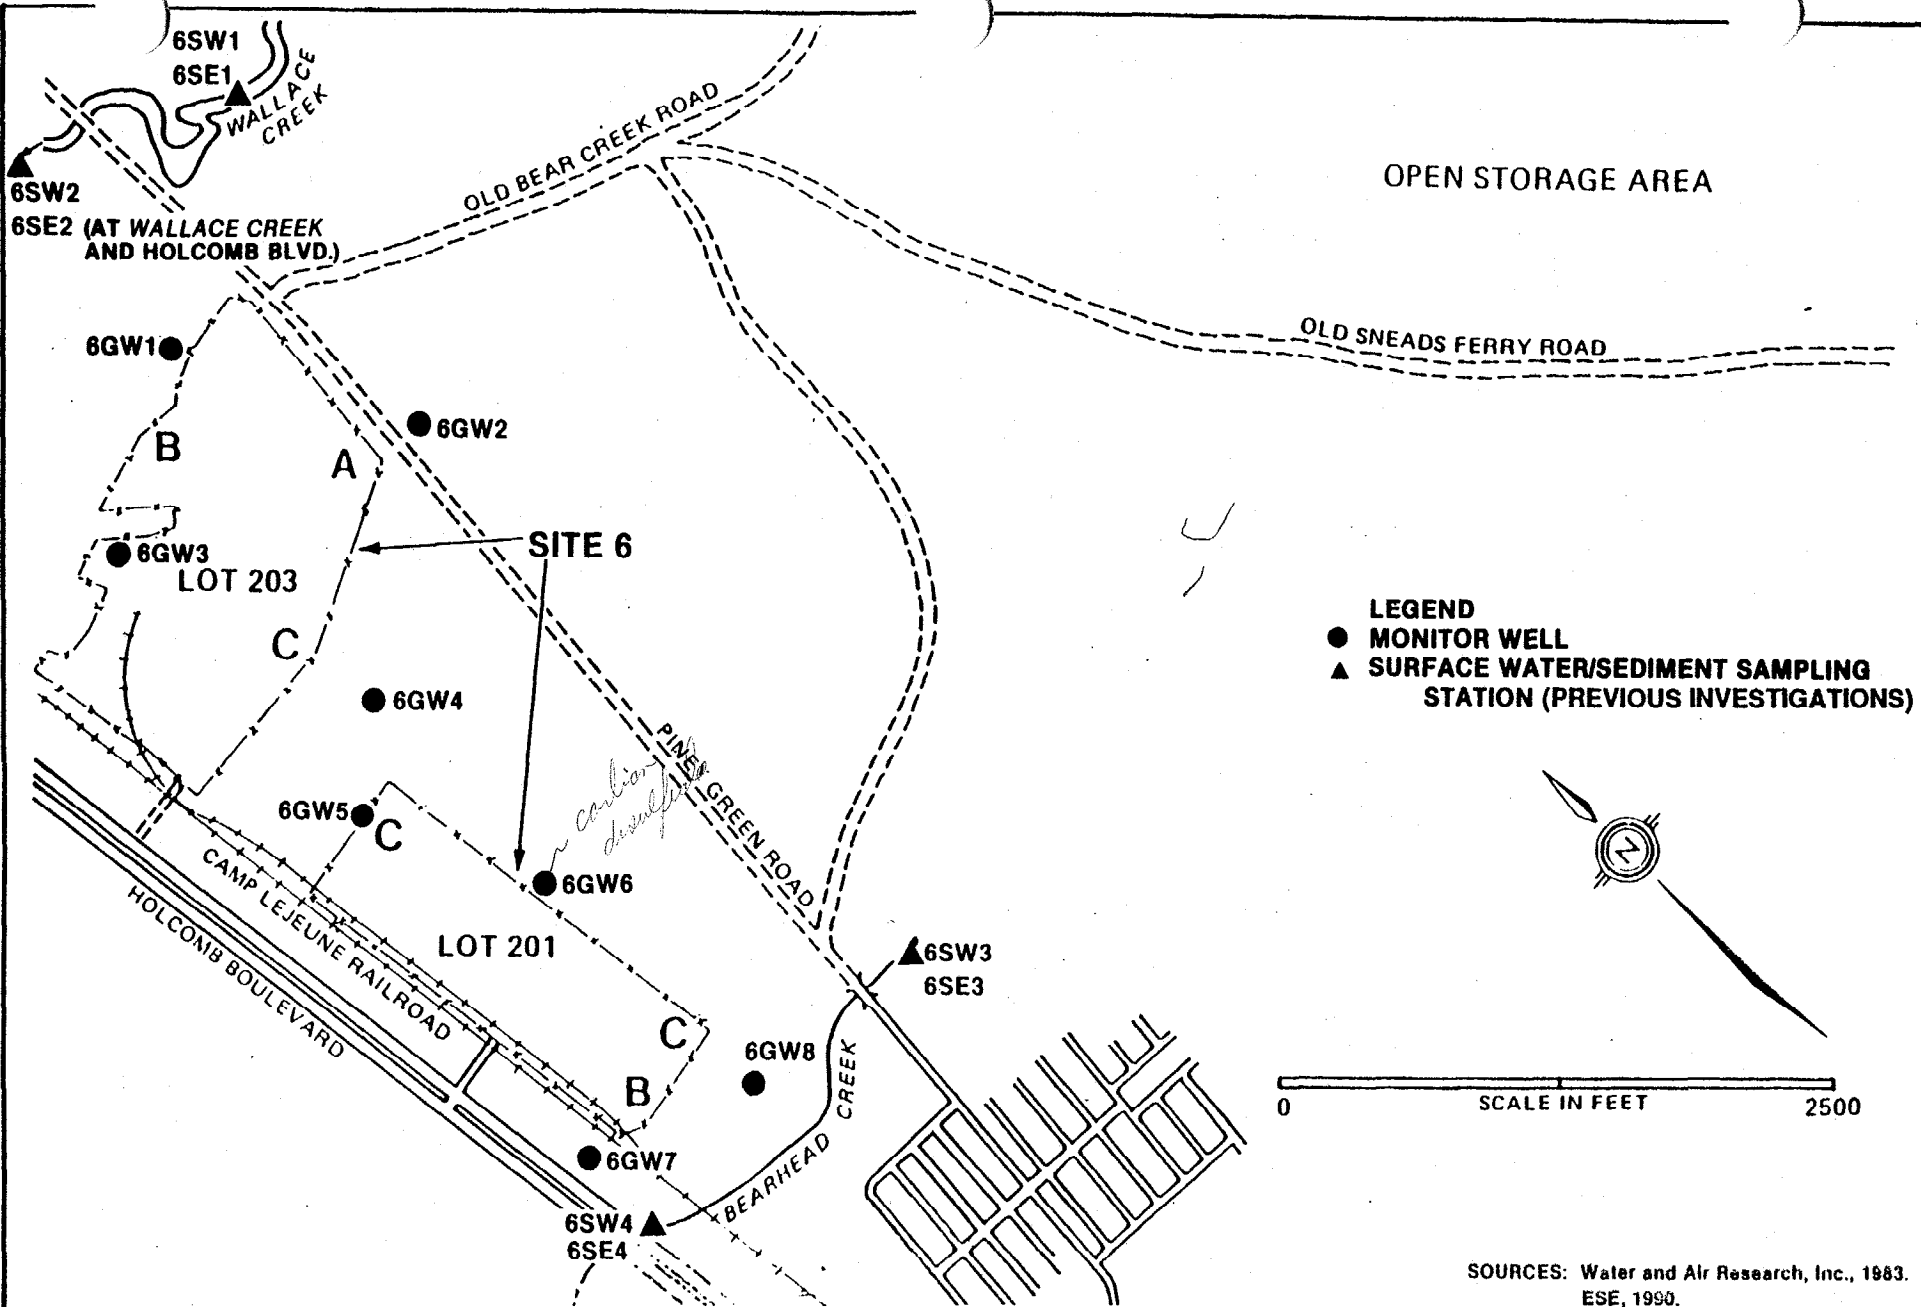 6SW1
6SE1
WALLACE
CREEK
6SW2
6SE2 (AT WALLACE CREEK
AND HOLCOMB BLVD.)
OLD BEAR CREEK ROAD
OPEN STORAGE AREA
OLD SNEADS FERRY ROAD
6GW1
6GW2
B
A
6GW3
LOT 203
SITE 6
C
6GW4
LEGEND
MONITOR WELL
SURFACE WATER/SEDIMENT SAMPLING
STATION (PREVIOUS INVESTIGATIONS)
PINEY GREEN ROAD
carbon
disulfide
6GW5
C
6GW6
N
LOT 201
CAMP LEJEUNE RAILROAD
HOLCOMB BOULEVARD
6SW3
6SE3
C
B
6GW8
BEARHEAD CREEK
0
SCALE IN FEET
2500
6GW7
6SW4
6SE4
SOURCES: Water and Air Research, Inc., 1983.
ESE, 1990.